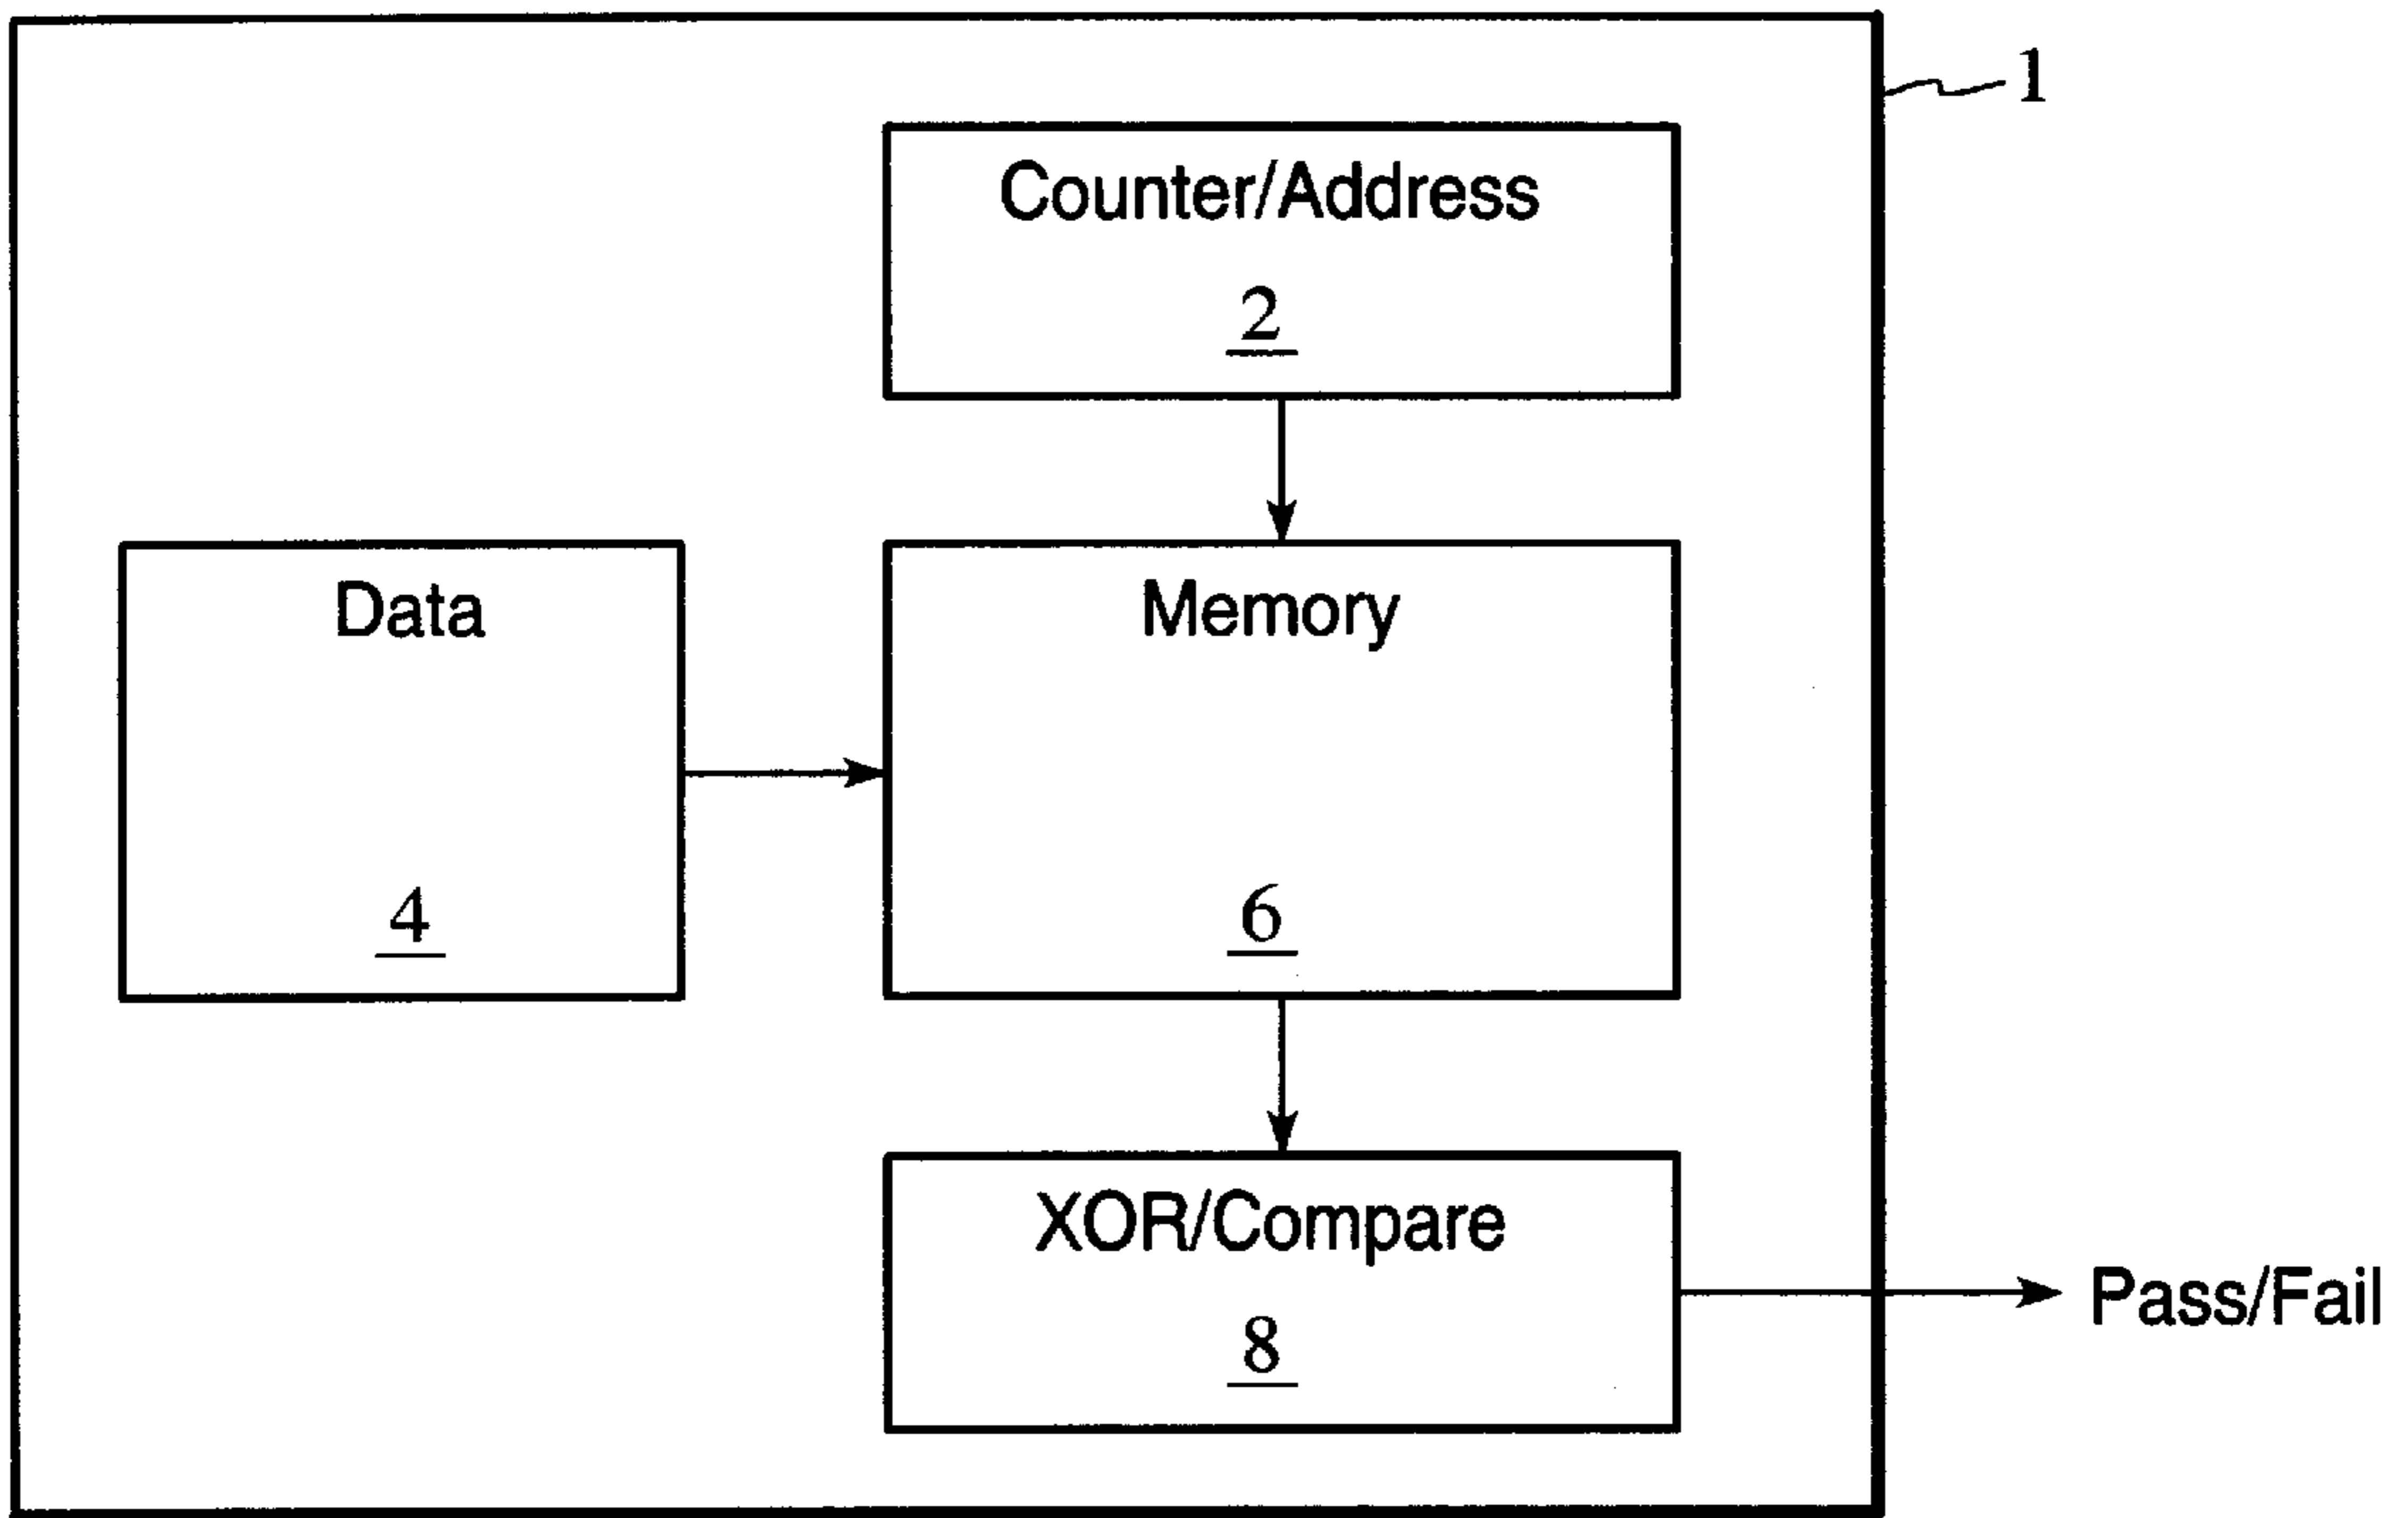 1
Counter/Address
2
Data
4
Memory
6
XOR/Compare
8
Pass/Fail